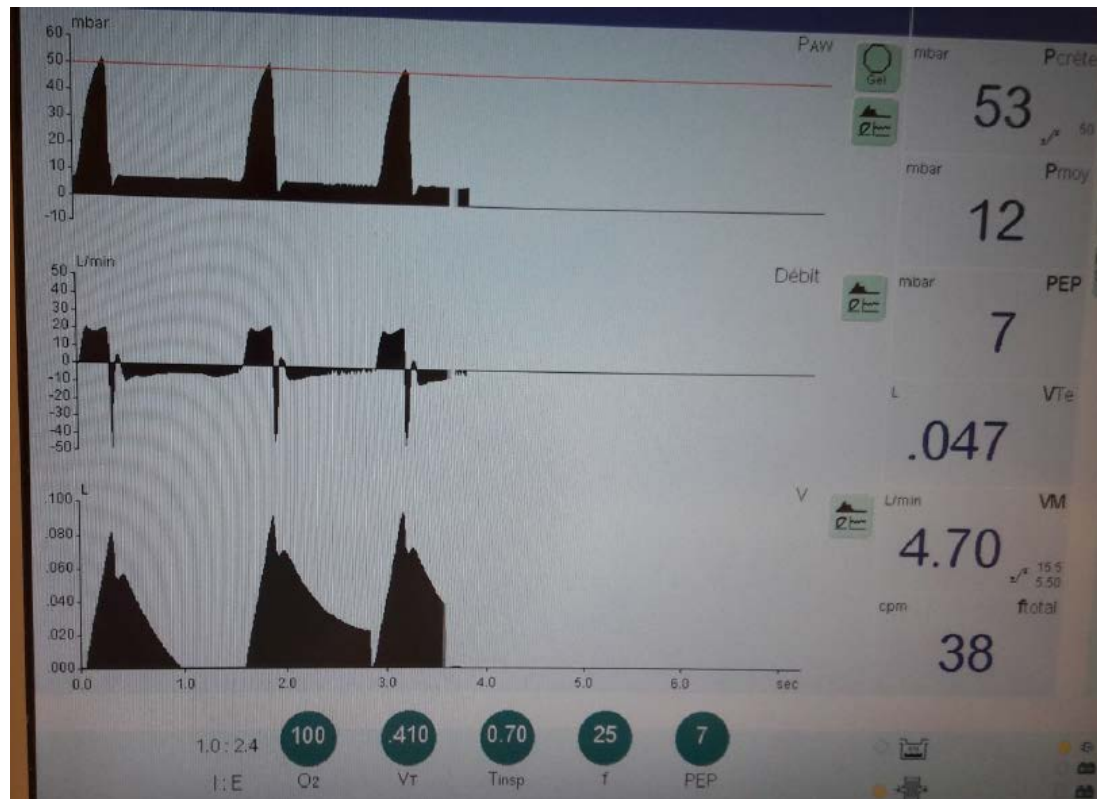 mbar
60
50
40
30
20
10
0
-10
PAW
Gel
mbar
Pcrête
53
50
mbar
Pmoy
12
L/min
50
40
30
20
10
0
-10
-20
-30
-40
-50
Débit
mbar
PEP
7
L
VTe
.047
L
.100
.080
.060
.040
.020
.000
V
L/min
VM
4.70
15.5
5.50
cpm
ftotal
38
0.0 1.0 2.0 3.0 4.0 5.0 6.0 sec
1.0 : 2.4 100 .410 0.70 25 7
I : E O2 VT Tinsp f PEP